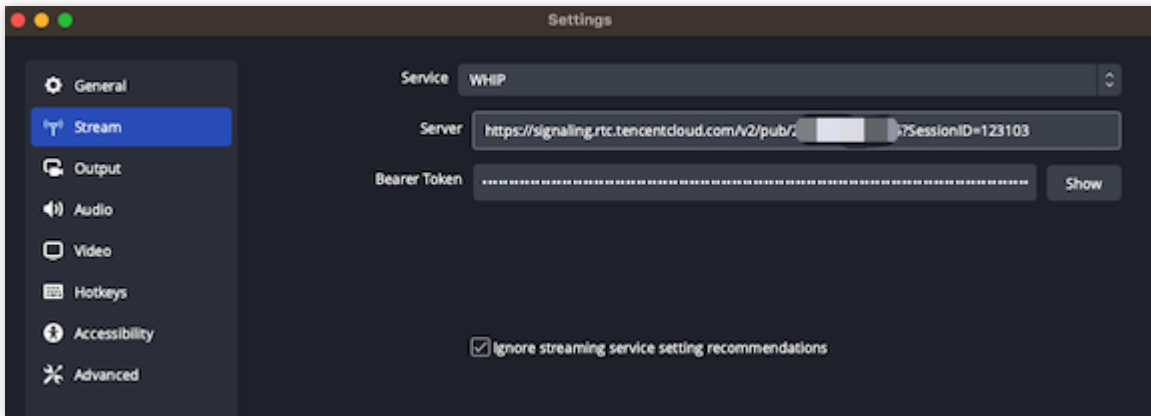 Settings
General
Stream
Output
Audio
Video
Hotkeys
Accessibility
Advanced
Service WHIP
Server https://signaling.rtc.tencentcloud.com/v2/pub/ ?SessionID=123103
Bearer Token
Show
Ignore streaming service setting recommendations